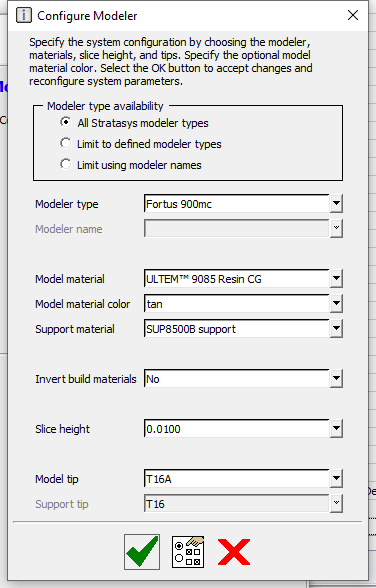 Configure Modeler
Specify the system configuration by choosing the modeler,
materials, slice height, and tips. Specify the optional model
material color. Select the OK button to accept changes and
reconfigure system parameters.
Modeler type availability
All Stratasys modeler types
Limit to defined modeler types
Limit using modeler names
Modeler type Fortus 900mc
Modeler name
Model material ULTEM™ 9085 Resin CG
Model material color tan
Support material SUP8500B support
Invert build materials No
Slice height 0.0100
Model tip T16A
Support tip T16